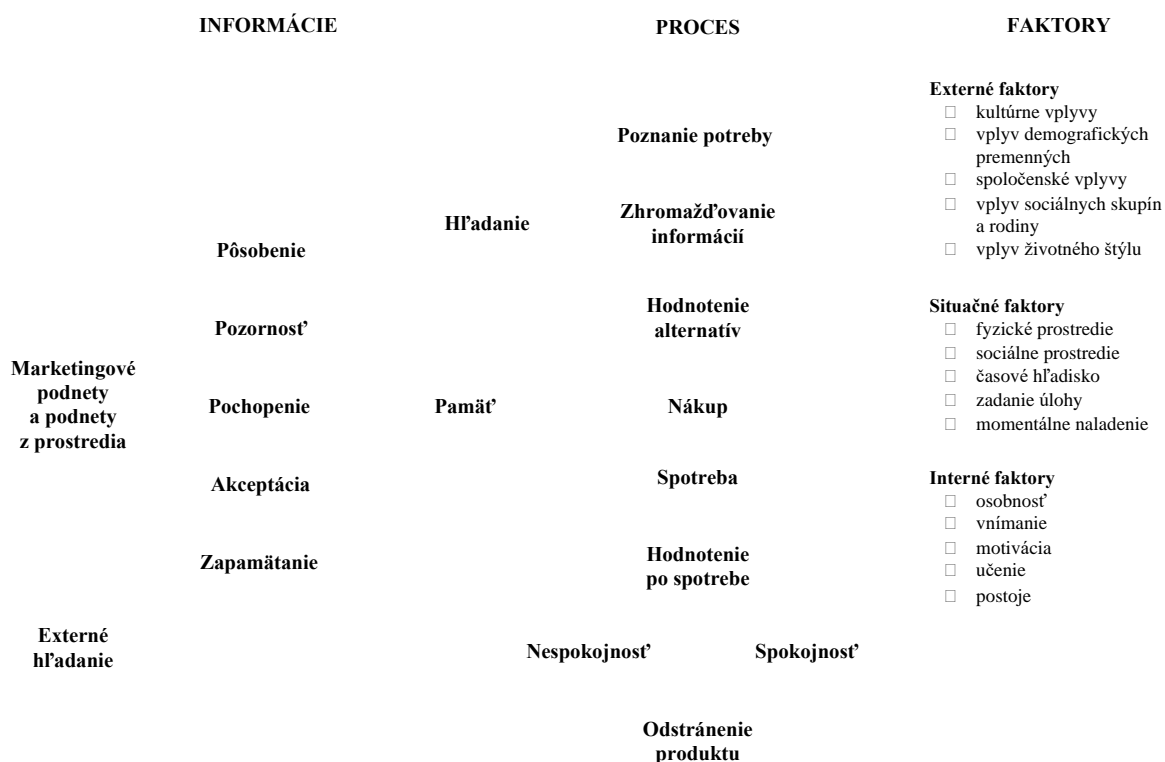 INFORMÁCIE
PROCES
FAKTORY
Marketingové
podnety
a podnety
z prostredia
Externé
hľadanie
Pôsobenie
Pozornosť
Pochopenie
Akceptácia
Zapamätanie
Hľadanie
Pamäť
Poznanie potreby
Zhromažďovanie
informácií
Hodnotenie
alternatív
Nákup
Spotreba
Hodnotenie
po spotrebe
Nespokojnosť
Spokojnosť
Odstránenie
produktu
Externé faktory
kultúrne vplyvy
vplyv demografických
premenných
spoločenské vplyvy
vplyv sociálnych skupín
a rodiny
vplyv životného štýlu
Situačné faktory
fyzické prostredie
sociálne prostredie
časové hľadisko
zadanie úlohy
momentálne naladenie
Interné faktory
osobnosť
vnímanie
motivácia
učenie
postoje